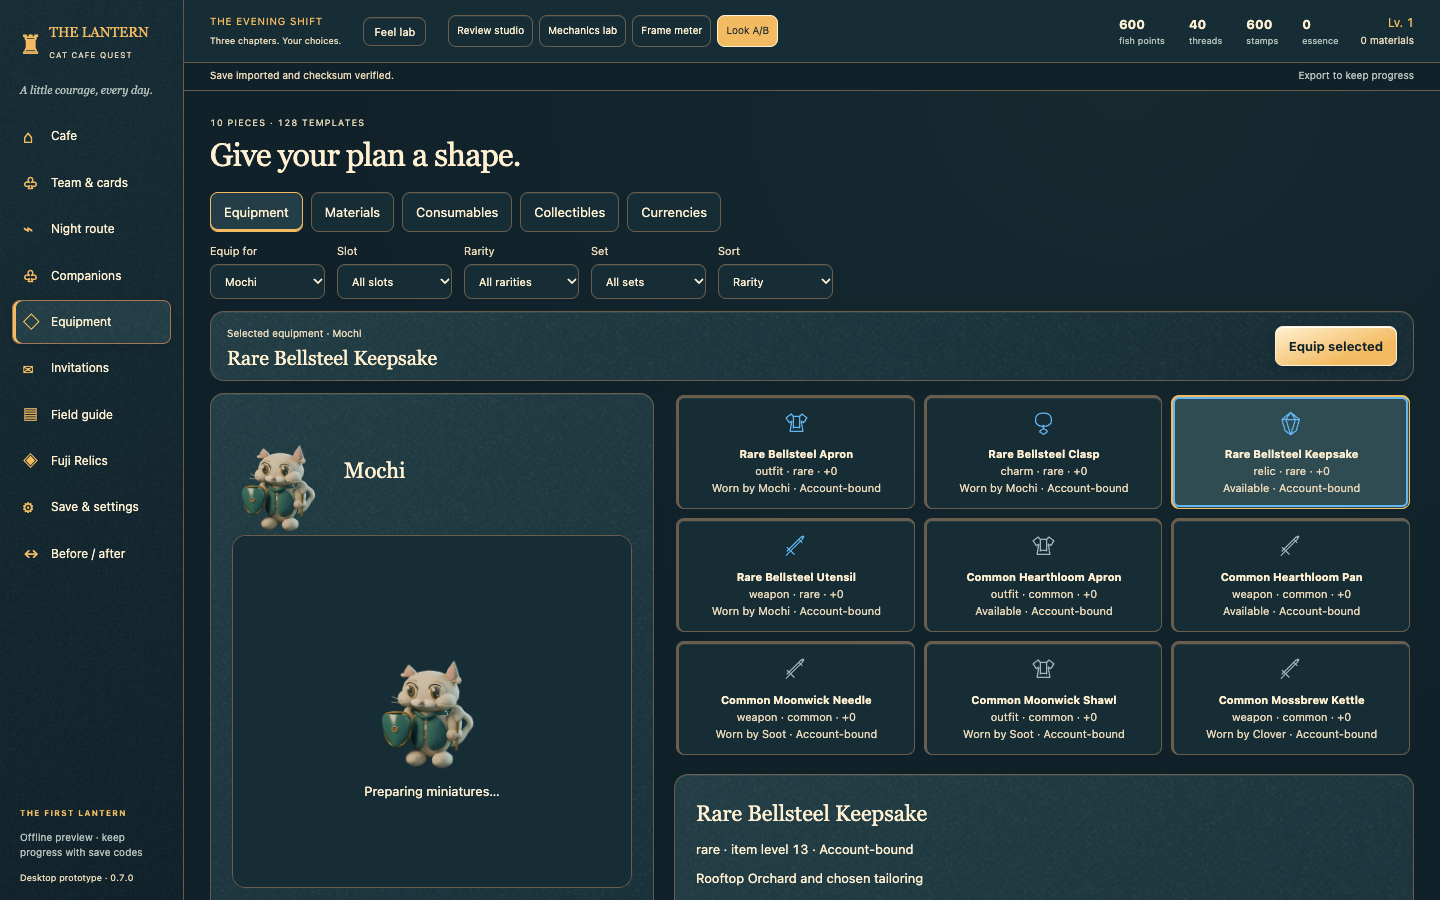 THE LANTERN
CAT CAFE QUEST
A little courage, every day.
Cafe
Team & cards
Night route
Companions
Equipment
Invitations
Field guide
Fuji Relics
Save & settings
Before / after
THE FIRST LANTERN
Offline preview · keep
progress with save codes
Desktop prototype · 0.7.0
THE EVENING SHIFT
Three chapters. Your choices.
Feel lab
Review studio
Mechanics lab
Frame meter
Look A/B
600
fish points
40
threads
600
stamps
0
essence
Lv. 1
0 materials
Save imported and checksum verified.
Export to keep progress
10 PIECES · 128 TEMPLATES
Give your plan a shape.
Equipment
Materials
Consumables
Collectibles
Currencies
Equip for
Slot
Rarity
Set
Sort
Mochi
All slots
All rarities
All sets
Rarity
Selected equipment · Mochi
Rare Bellsteel Keepsake
Equip selected
Mochi
Preparing miniatures...
Rare Bellsteel Apron
outfit · rare · +0
Worn by Mochi · Account-bound
Rare Bellsteel Clasp
charm · rare · +0
Worn by Mochi · Account-bound
Rare Bellsteel Keepsake
relic · rare · +0
Available · Account-bound
Rare Bellsteel Utensil
weapon · rare · +0
Worn by Mochi · Account-bound
Common Hearthloom Apron
outfit · common · +0
Available · Account-bound
Common Hearthloom Pan
weapon · common · +0
Available · Account-bound
Common Moonwick Needle
weapon · common · +0
Worn by Soot · Account-bound
Common Moonwick Shawl
outfit · common · +0
Worn by Soot · Account-bound
Common Mossbrew Kettle
weapon · common · +0
Worn by Clover · Account-bound
Rare Bellsteel Keepsake
rare · item level 13 · Account-bound
Rooftop Orchard and chosen tailoring